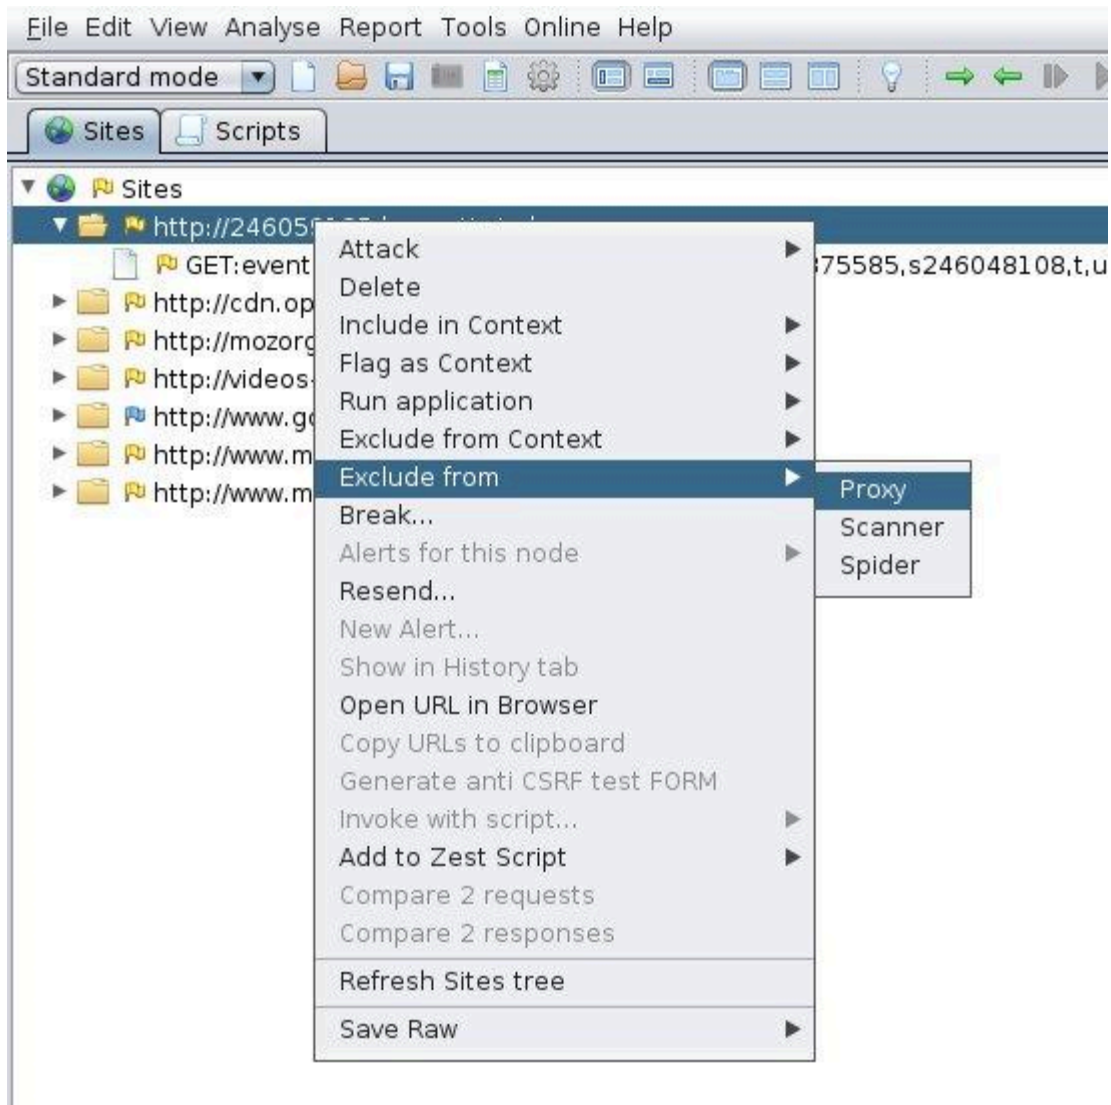 File Edit View Analyse Report Tools Online Help
Standard mode
Sites Scripts
Sites
http://24605
GET:event 75585,s246048108,t,u
http://cdn.op
http://mozorg
http://videos-
http://www.go
http://www.m
http://www.m
Attack
Delete
Include in Context
Flag as Context
Run application
Exclude from Context
Exclude from
Break...
Alerts for this node
Resend...
New Alert...
Show in History tab
Open URL in Browser
Copy URLs to clipboard
Generate anti CSRF test FORM
Invoke with script...
Add to Zest Script
Compare 2 requests
Compare 2 responses
Refresh Sites tree
Save Raw
Proxy
Scanner
Spider